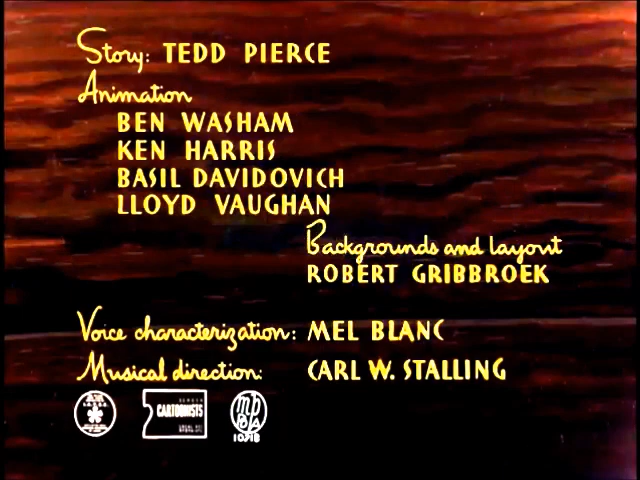 Story: TEDD PIERCE
Animation
BEN WASHAM
KEN HARRIS
BASIL DAVIDOVICH
LLOYD VAUGHAN
Backgrounds and layout
ROBERT GRIBBROEK
Voice characterization: MEL BLANC
Musical direction: CARL W. STALLING
SCREEN
CARTOONISTS